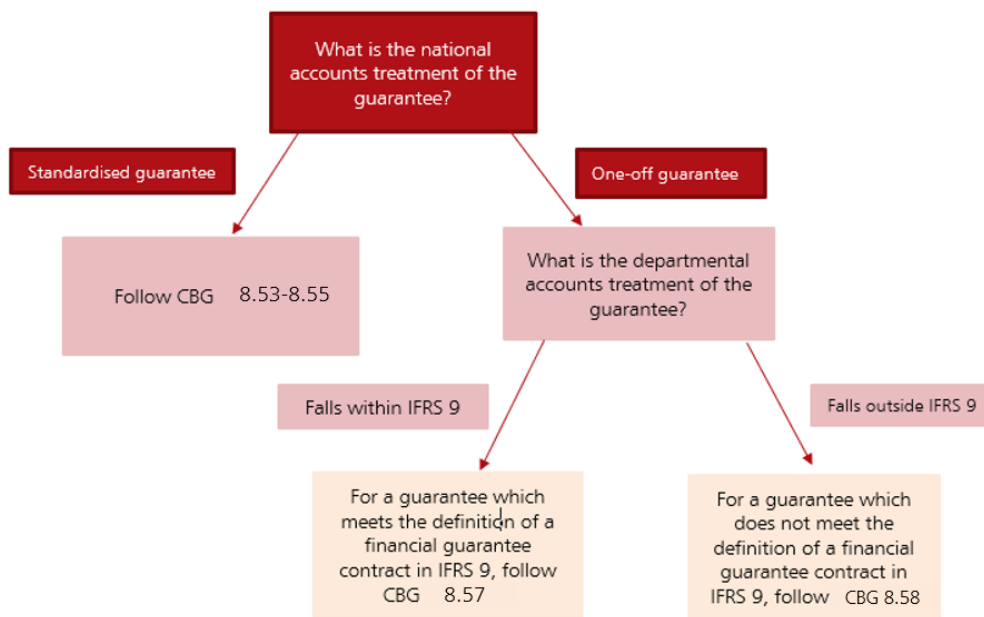 What is the national
accounts treatment of the
guarantee?
Standardised guarantee
One-off guarantee
Follow CBG 8.53-8.55
What is the departmental
accounts treatment of the
guarantee?
Falls within IFRS 9
Falls outside IFRS 9
For a guarantee which
meets the definition of a
financial guarantee
contract in IFRS 9, follow
CBG 8.57
For a guarantee which
does not meet the
definition of a financial
guarantee contract in
IFRS 9, follow CBG 8.58